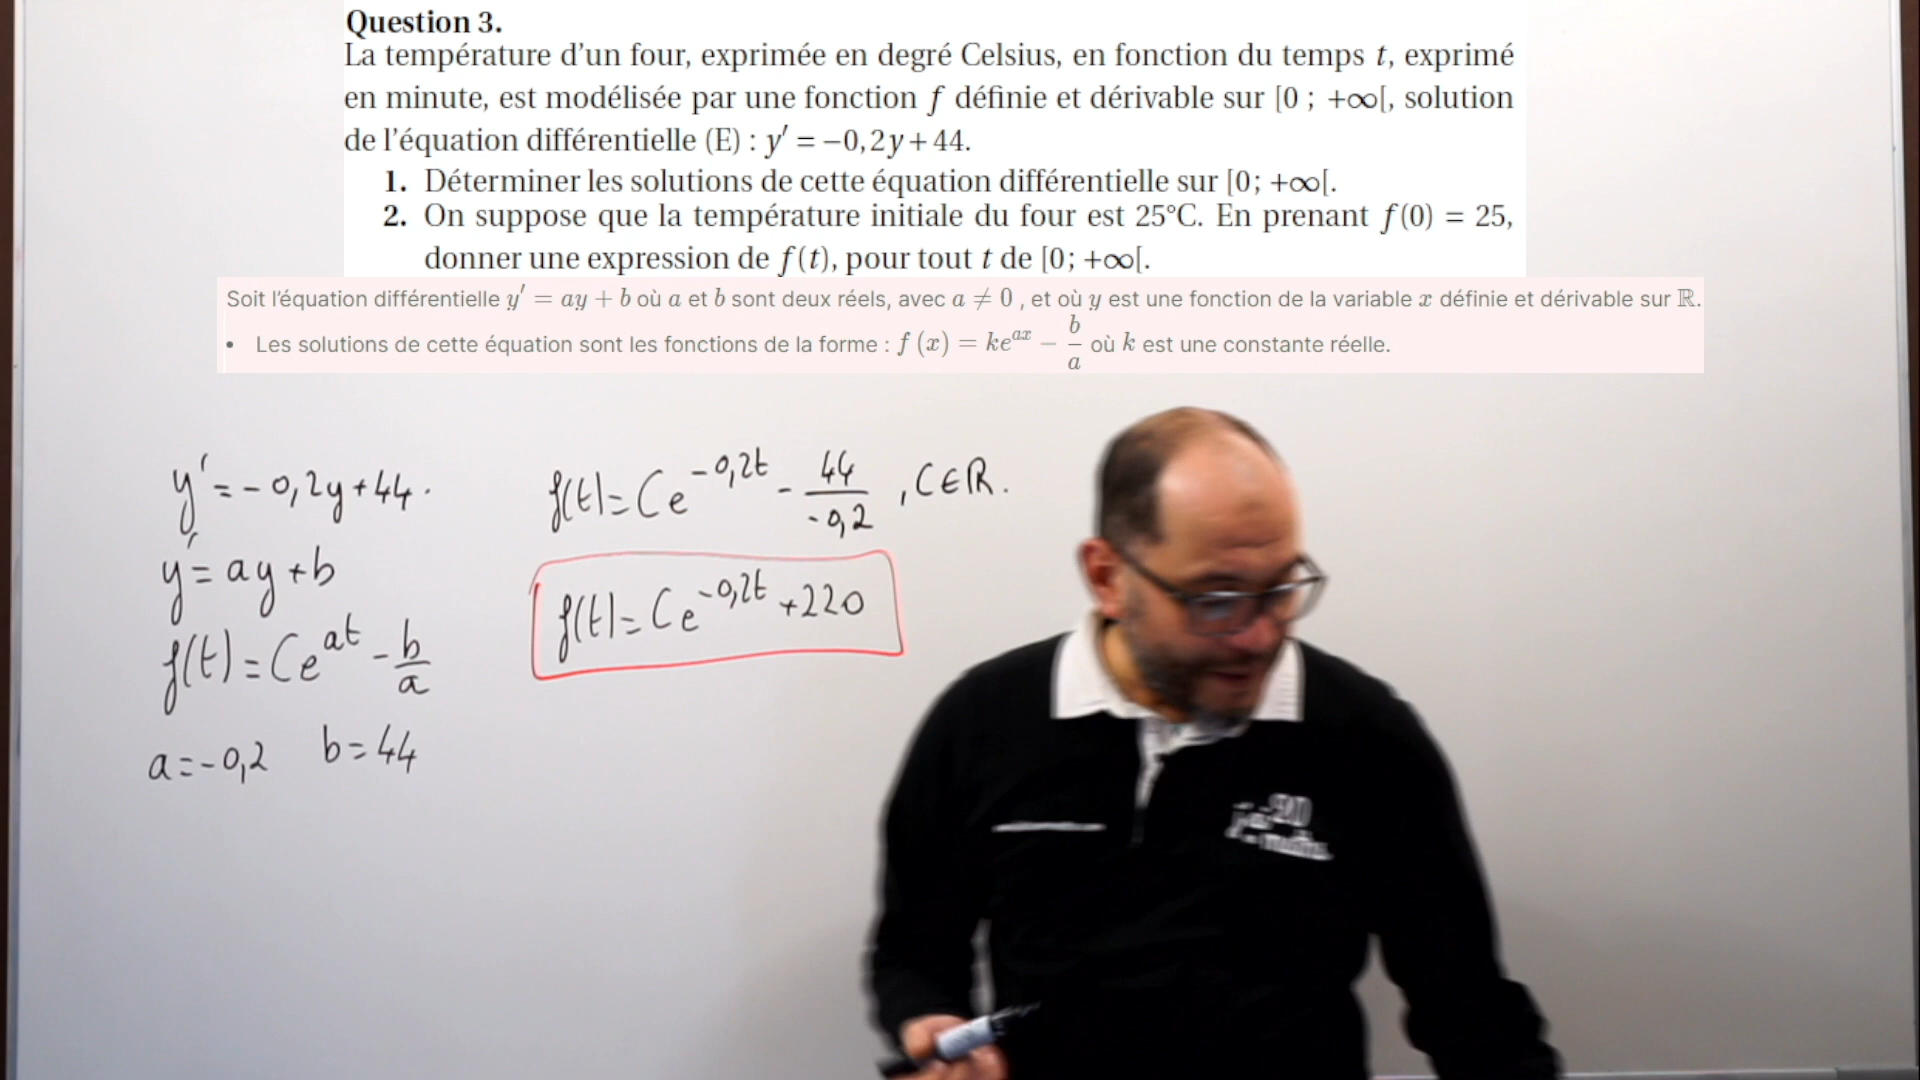 Question 3.
La température d'un four, exprimée en degré Celsius, en fonction du temps t, exprimé
en minute, est modélisée par une fonction f définie et dérivable sur [0 ; +∞[, solution
de l'équation différentielle (E) : y′ = −0,2y + 44.
1. Déterminer les solutions de cette équation différentielle sur [0; +∞[.
2. On suppose que la température initiale du four est 25°C. En prenant f(0) = 25,
donner une expression de f(t), pour tout t de [0; +∞[.
Soit l'équation différentielle y′ = ay + b où a et b sont deux réels, avec a ≠ 0 , et où y est une fonction de la variable x définie et dérivable sur ℝ.
• Les solutions de cette équation sont les fonctions de la forme : f (x) = ke^{ax} − b/a où k est une constante réelle.
y′ = −0,2y + 44.
y′ = ay + b
f(t) = Ce^{at} − b/a
a = −0,2 b = 44
f(t) = Ce^{−0,2t} − 44/−0,2 , C∈ℝ.
f(t) = Ce^{−0,2t} + 220